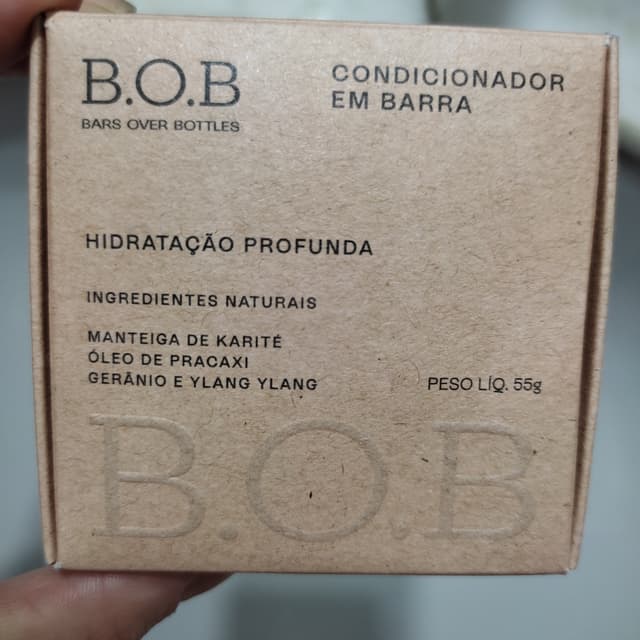 B.O.B
BARS OVER BOTTLES
CONDICIONADOR
EM BARRA
HIDRATAÇÃO PROFUNDA
INGREDIENTES NATURAIS
MANTEIGA DE KARITÉ
ÓLEO DE PRACAXI
GERÂNIO E YLANG YLANG
PESO LÍQ. 55g
B.O.B